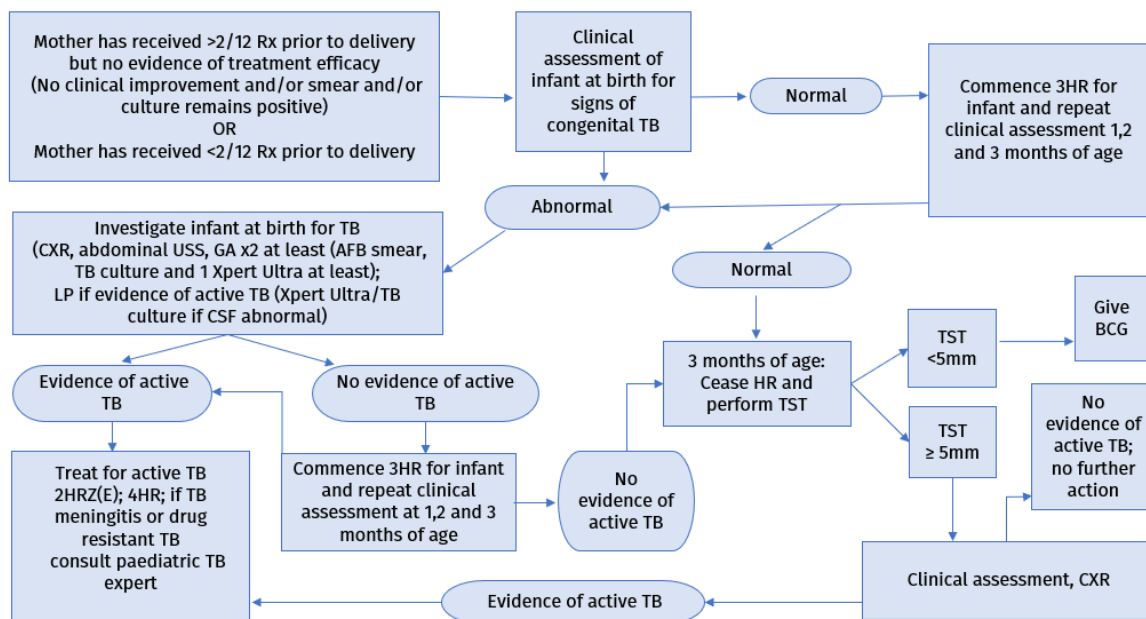 Mother has received >2/12 Rx prior to delivery
but no evidence of treatment efficacy
(No clinical improvement and/or smear and/or
culture remains positive)
OR
Mother has received <2/12 Rx prior to delivery
Clinical
assessment of
infant at birth for
signs of
congenital TB
Normal
Commence 3HR for
infant and repeat
clinical assessment 1,2
and 3 months of age
Abnormal
Investigate infant at birth for TB
(CXR, abdominal USS, GA x2 at least (AFB smear,
TB culture and 1 Xpert Ultra at least);
LP if evidence of active TB (Xpert Ultra/TB
culture if CSF abnormal)
Normal
Evidence of active
TB
No evidence of active
TB
3 months of age:
Cease HR and
perform TST
TST
<5mm
Give
BCG
TST
≥ 5mm
No
evidence of
active TB;
no further
action
Treat for active TB
2HRZ(E); 4HR; if TB
meningitis or drug
resistant TB
consult paediatric TB
expert
Commence 3HR for infant
and repeat clinical
assessment at 1,2 and 3
months of age
No
evidence of
active TB
Clinical assessment, CXR
Evidence of active TB